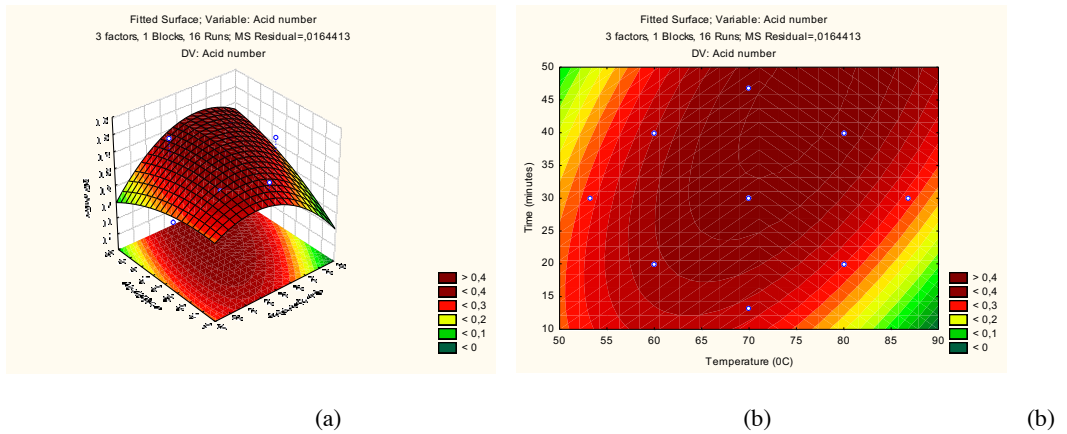 Fitted Surface; Variable: Acid number
3 factors, 1 Blocks, 16 Runs; MS Residual=,0164413
DV: Acid number
> 0,4
< 0,4
< 0,3
< 0,2
< 0,1
< 0
(a)
Fitted Surface; Variable: Acid number
3 factors, 1 Blocks, 16 Runs; MS Residual=,0164413
DV: Acid number
50
45
40
35
30
25
20
15
10
Time (minutes)
50 55 60 65 70 75 80 85 90
Temperature (0C)
> 0,4
< 0,4
< 0,3
< 0,2
< 0,1
< 0
(b)
(b)